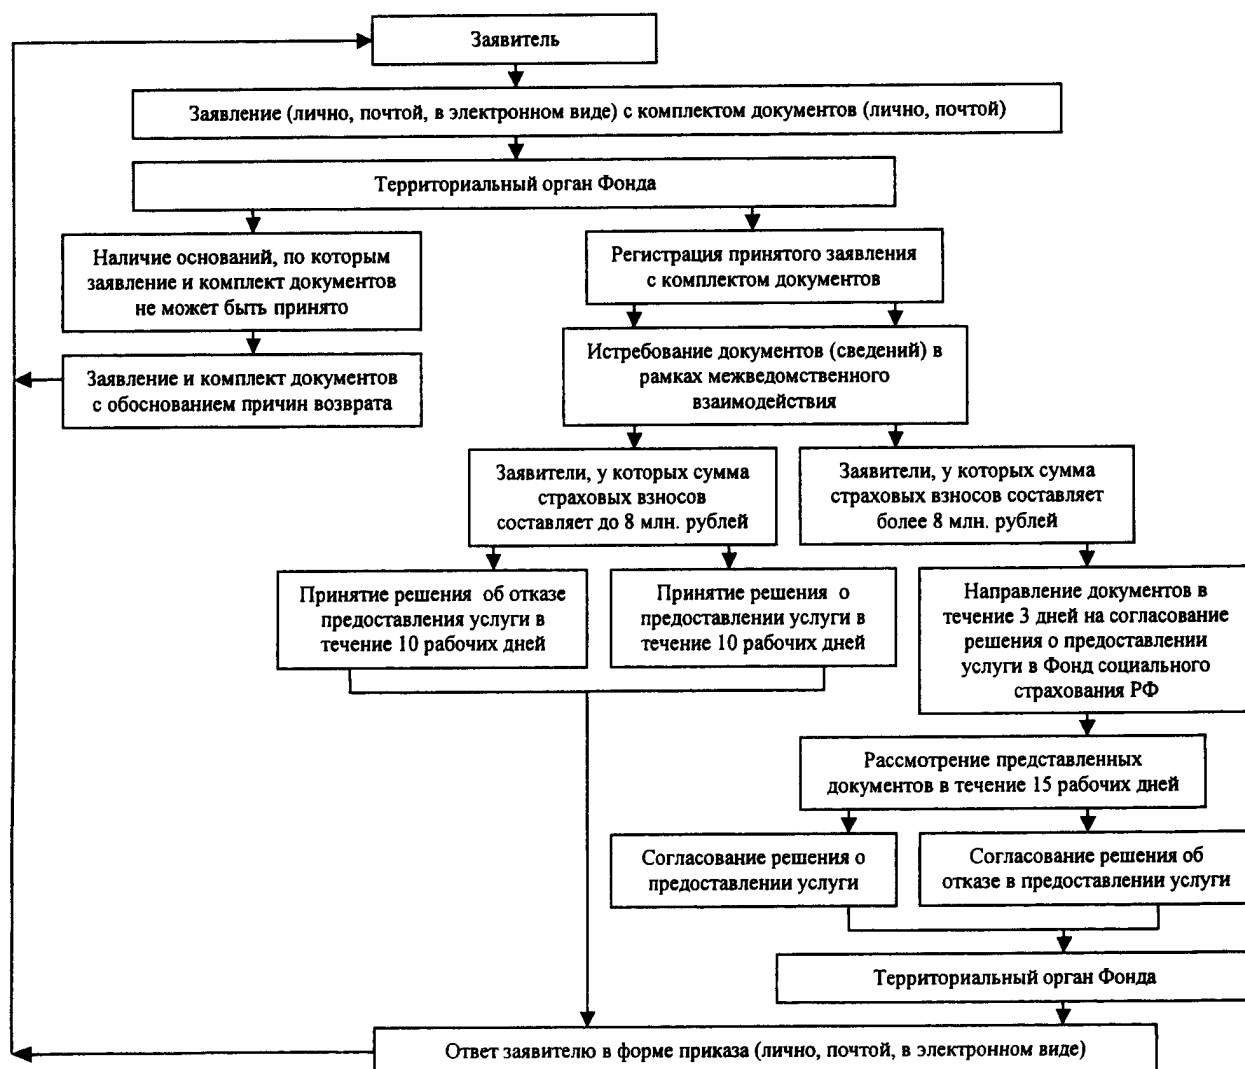 Заявитель
Заявление (лично, почтой, в электронном виде) с комплектом документов (лично, почтой)
Территориальный орган Фонда
Наличие оснований, по которым
заявление и комплект документов
не может быть принято
Регистрация принятого заявления
с комплектом документов
Заявление и комплект документов
с обоснованием причин возврата
Истребование документов (сведений) в
рамках межведомственного
взаимодействия
Заявители, у которых сумма
страховых взносов
составляет до 8 млн. рублей
Заявители, у которых сумма
страховых взносов составляет
более 8 млн. рублей
Принятие решения об отказе
предоставления услуги в
течение 10 рабочих дней
Принятие решения о
предоставлении услуги в
течение 10 рабочих дней
Направление документов в
течение 3 дней на согласование
решения о предоставлении
услуги в Фонд социального
страхования РФ
Рассмотрение представленных
документов в течение 15 рабочих дней
Согласование решения о
предоставлении услуги
Согласование решения об
отказе в предоставлении услуги
Территориальный орган Фонда
Ответ заявителю в форме приказа (лично, почтой, в электронном виде)